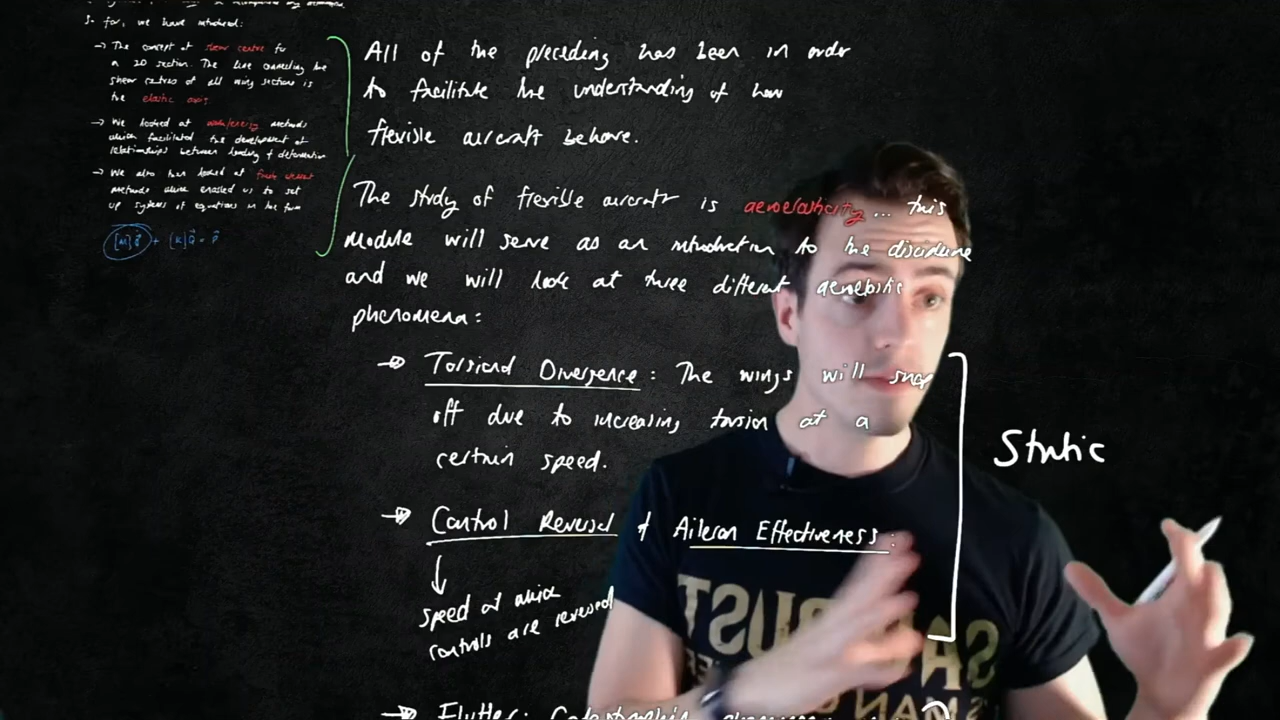 So far, we have introduced:
→ The concept of shear centre for
a 2D section. The line connecting the
shear centres of all wing sections is
the elastic axis
→ We looked at work/energy methods
which facilitated the development of
relationships between loading & deformation
→ We also then looked at finite element
methods which enabled us to set
up systems of equations in the form
All of the preceding has been in order
to facilitate the understanding of how
flexible aircraft behave.
The study of flexible aircraft is aeroelasticity... this
module will serve as an introduction to the discipline
and we will look at three different aeroelastic
phenomena:
→ Torsional Divergence: The wings will snap
off due to increasing torsion at a
certain speed.
Static
→ Control Reversal & Aileron Effectiveness:
↓
speed at which
controls are reversed
→ Flutter: Catastrophic